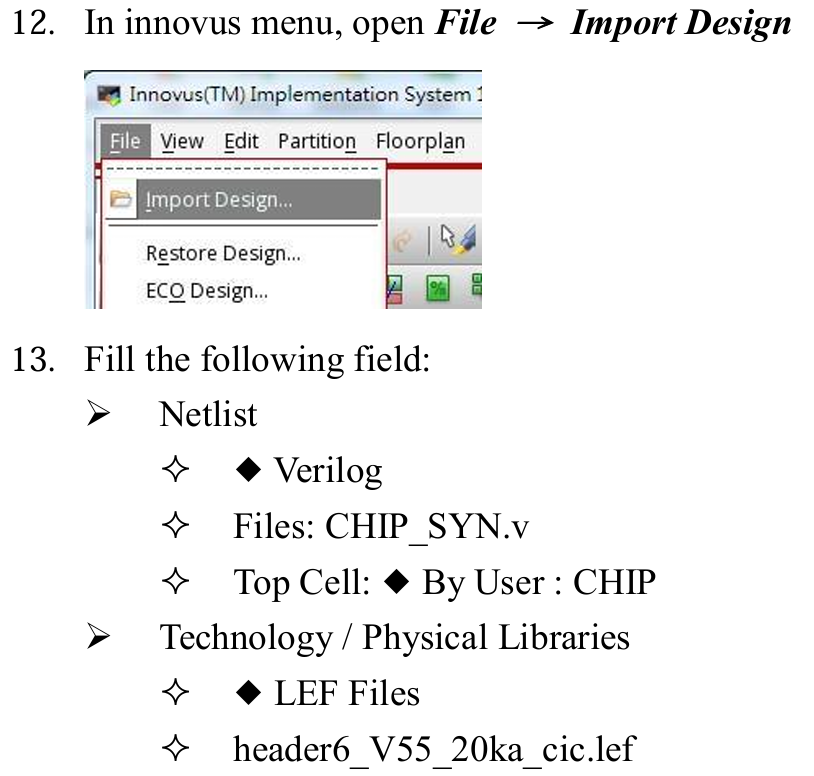 12. In innovus menu, open File → Import Design
Innovus(TM) Implementation System 1
File View Edit Partition Floorplan
Import Design...
Restore Design...
ECO Design...
13. Fill the following field:
➢ Netlist
✧ ◆ Verilog
✧ Files: CHIP_SYN.v
✧ Top Cell: ◆ By User : CHIP
➢ Technology / Physical Libraries
✧ ◆ LEF Files
✧ header6_V55_20ka_cic.lef